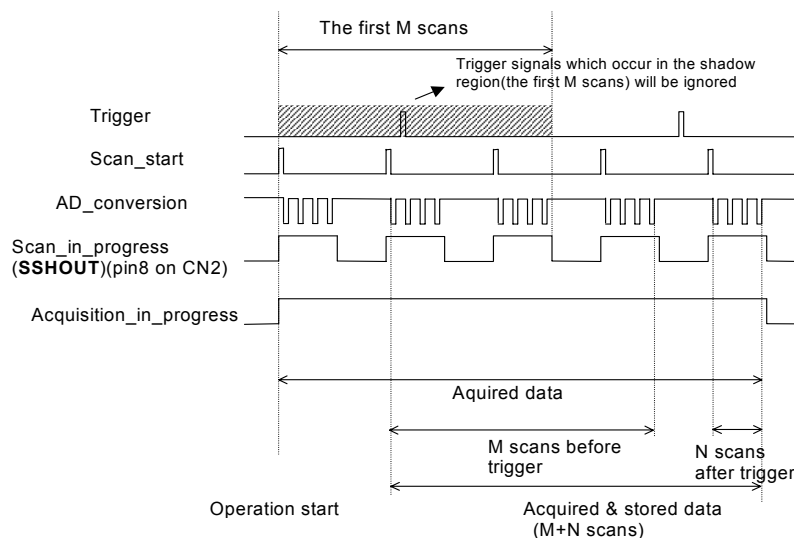 The first M scans
Trigger signals which occur in the shadow
region(the first M scans) will be ignored
Trigger
Scan_start
AD_conversion
Scan_in_progress
(SSHOUT)(pin8 on CN2)
Acquisition_in_progress
Aquired data
M scans before
trigger
N scans
after trigger
Operation start
Acquired & stored data
(M+N scans)